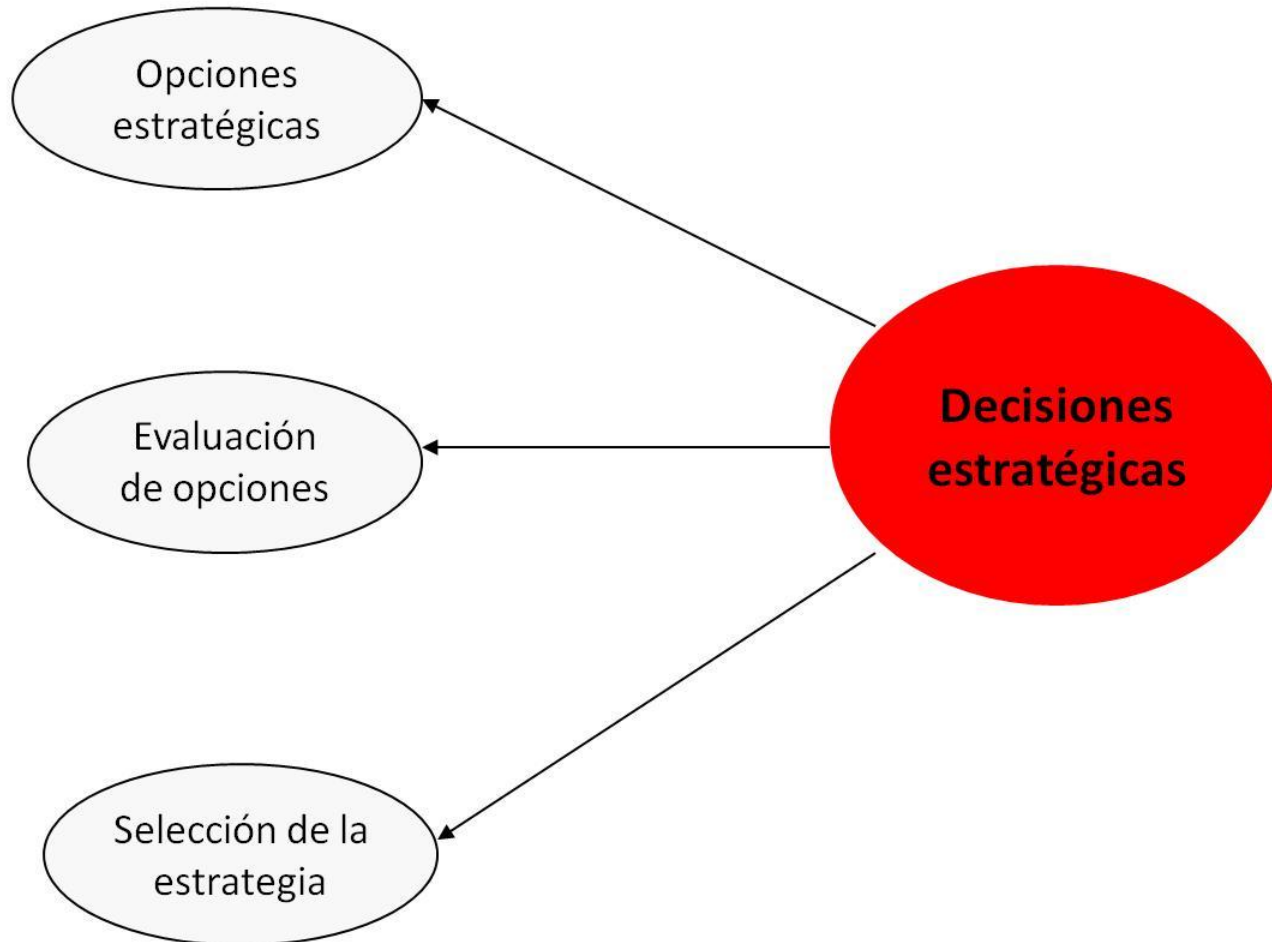 Opciones
estratégicas
Evaluación
de opciones
Decisiones
estratégicas
Selección de la
estrategia